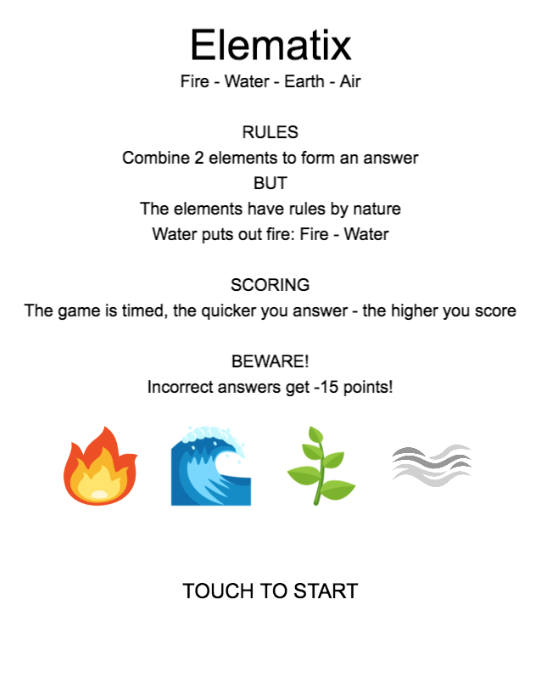 Elematix
Fire - Water - Earth - Air
RULES
Combine 2 elements to form an answer
BUT
The elements have rules by nature
Water puts out fire: Fire - Water
SCORING
The game is timed, the quicker you answer - the higher you score
BEWARE!
Incorrect answers get -15 points!
TOUCH TO START